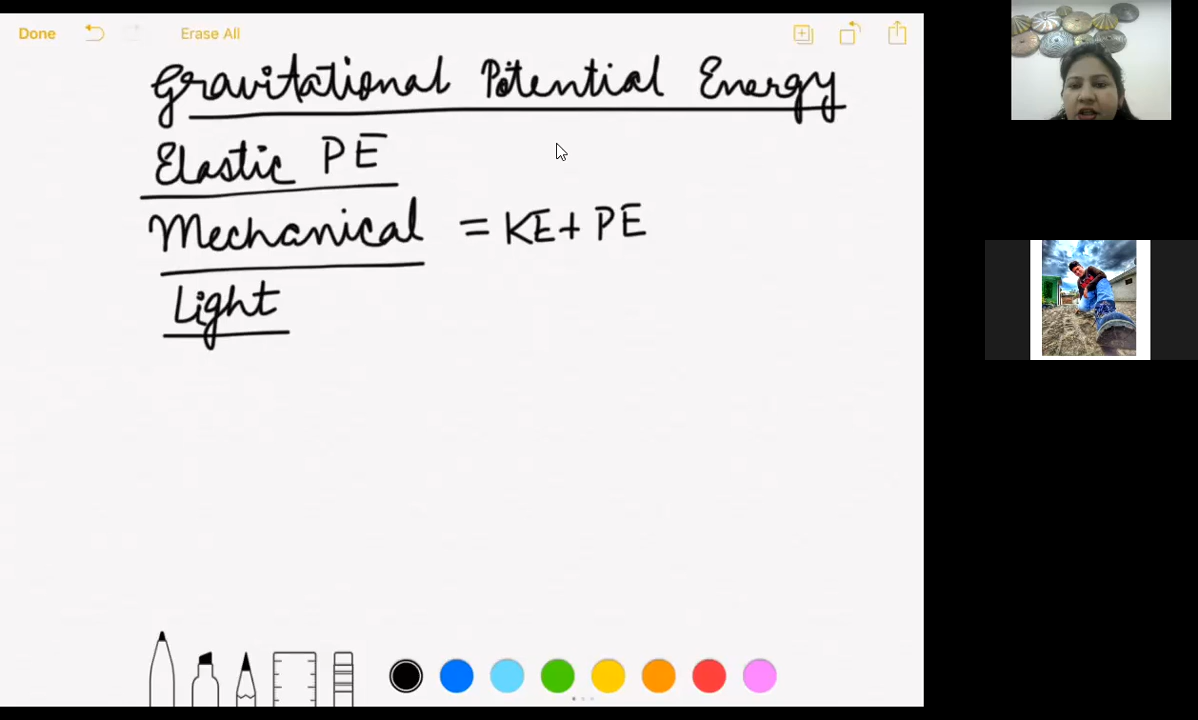 Done Erase All
Gravitational Potential Energy
Elastic PE
Mechanical = KE + PE
Light